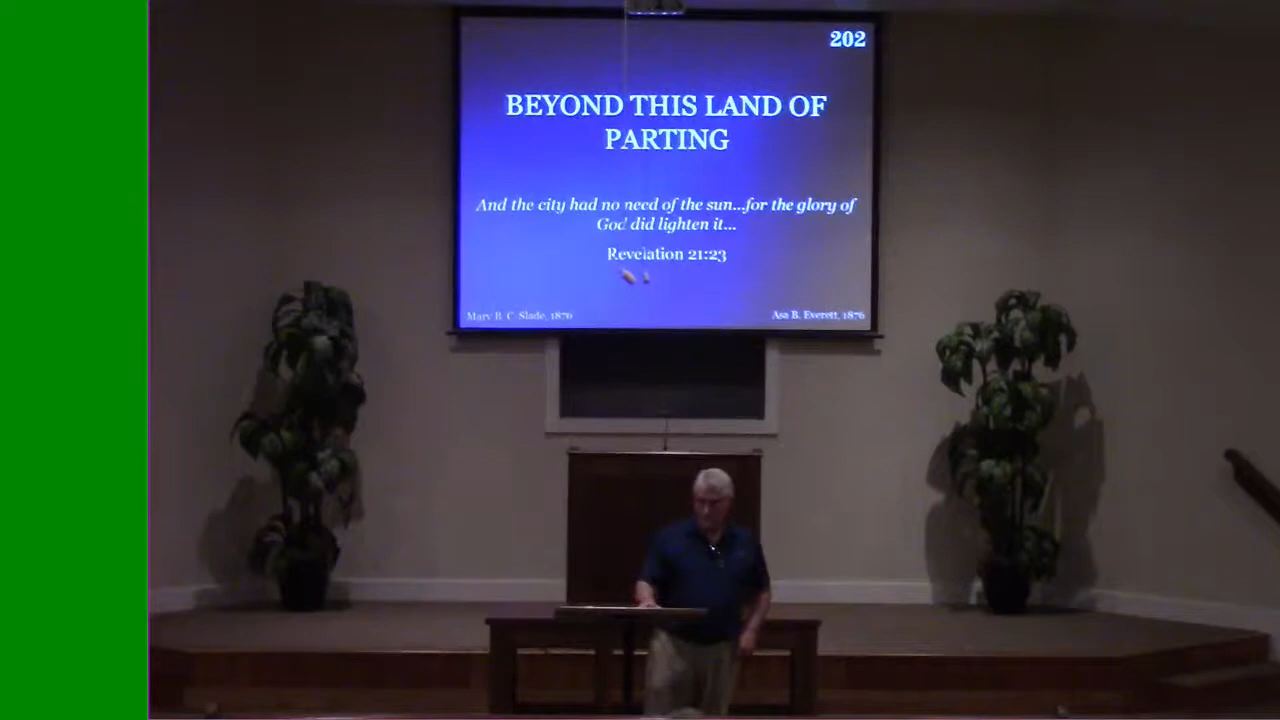 202
BEYOND THIS LAND OF
PARTING
And the city had no need of the sun...for the glory of
God did lighten it...
Revelation 21:23
Mary B. C. Slade, 1876
Asa B. Everett, 1876